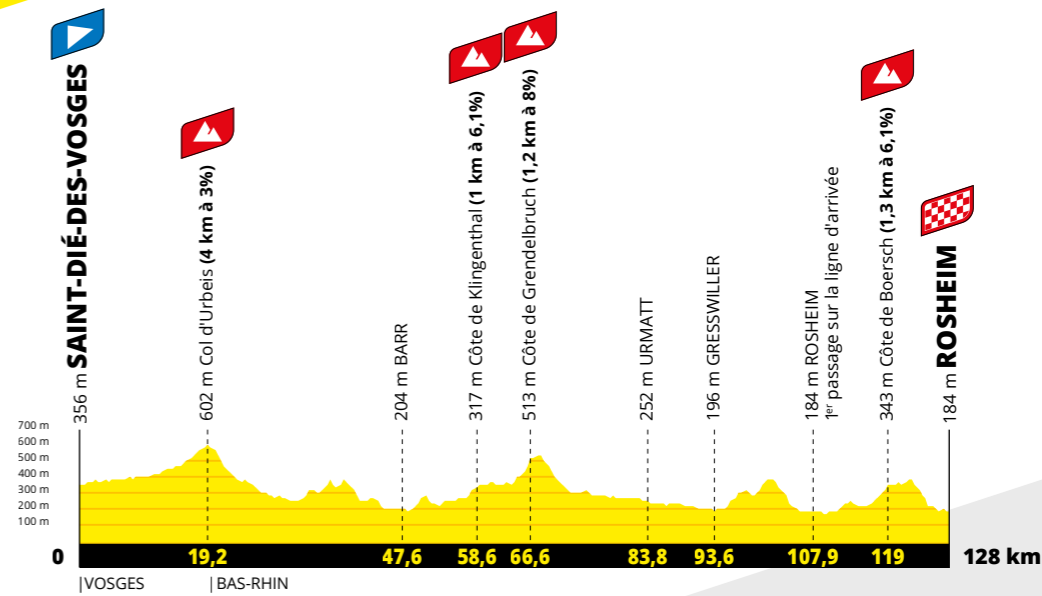 356 m SAINT-DIÉ-DES-VOSGES
602 m Col d'Urbeis (4 km à 3%)
204 m BARR
317 m Côte de Klingenthal (1 km à 6,1%)
513 m Côte de Grendelbruch (1,2 km à 8%)
252 m URMATT
196 m GRESSWILLER
184 m ROSHEIM
1er passage sur la ligne d'arrivée
343 m Côte de Boersch (1,3 km à 6,1%)
184 m ROSHEIM
700 m
600 m
500 m
400 m
300 m
200 m
100 m
0 19,2 47,6 58,6 66,6 83,8 93,6 107,9 119 128 km
|VOSGES |BAS-RHIN